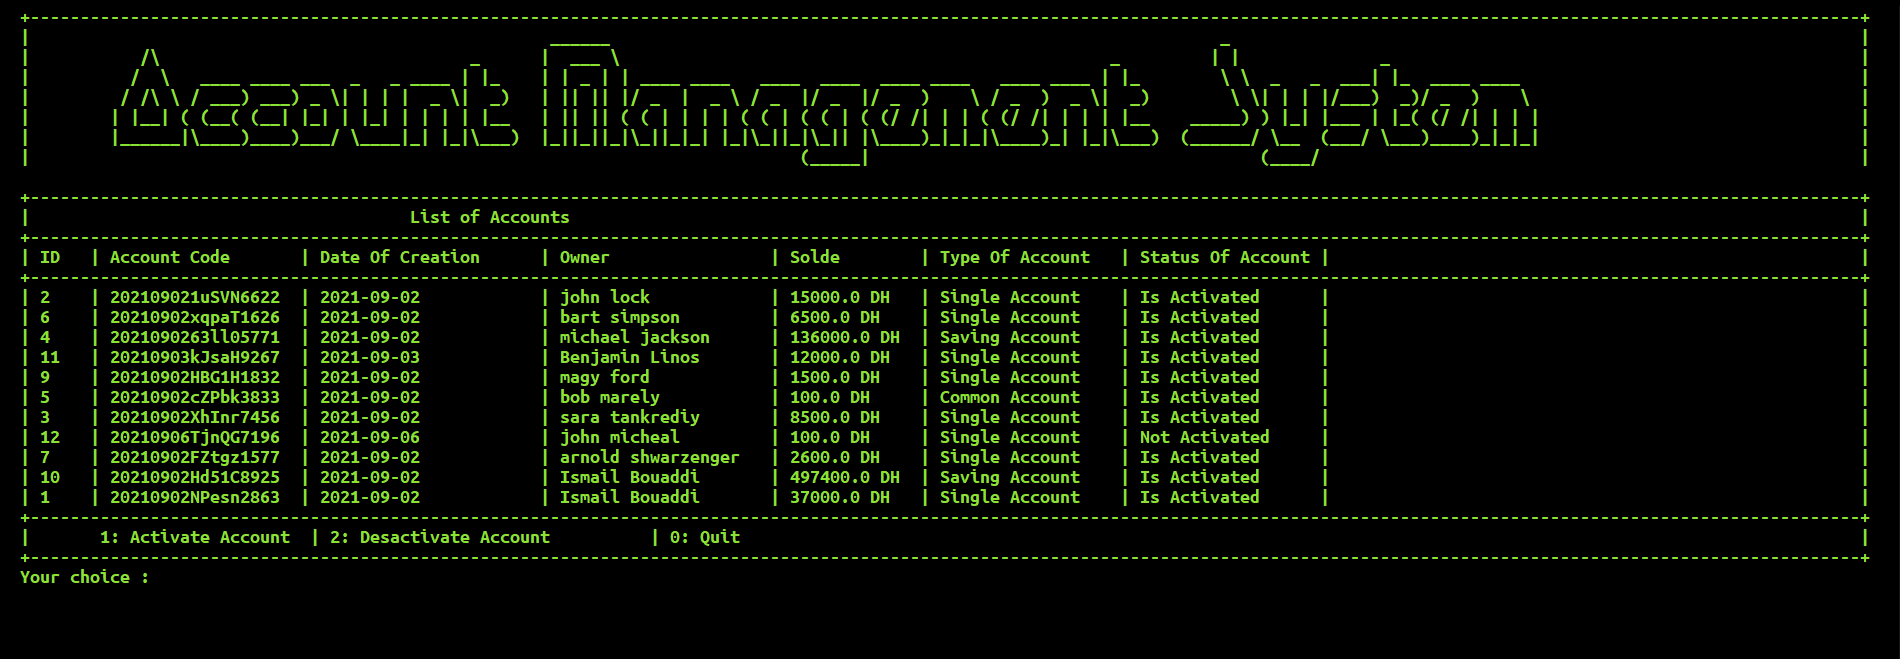 Account Management System
List of Accounts
| ID | Account Code | Date Of Creation | Owner | Solde | Type Of Account | Status Of Account |
| 2 | 202109021uSVN6622 | 2021-09-02 | john lock | 15000.0 DH | Single Account | Is Activated |
| 6 | 20210902xqpaT1626 | 2021-09-02 | bart simpson | 6500.0 DH | Single Account | Is Activated |
| 4 | 2021090263ll05771 | 2021-09-02 | michael jackson | 136000.0 DH | Saving Account | Is Activated |
| 11 | 20210903kJsaH9267 | 2021-09-03 | Benjamin Linos | 12000.0 DH | Single Account | Is Activated |
| 9 | 20210902HBG1H1832 | 2021-09-02 | magy ford | 1500.0 DH | Single Account | Is Activated |
| 5 | 20210902cZPbk3833 | 2021-09-02 | bob marely | 100.0 DH | Common Account | Is Activated |
| 3 | 20210902XhInr7456 | 2021-09-02 | sara tankrediy | 8500.0 DH | Single Account | Is Activated |
| 12 | 20210906TjnQG7196 | 2021-09-06 | john micheal | 100.0 DH | Single Account | Not Activated |
| 7 | 20210902FZtgz1577 | 2021-09-02 | arnold shwarzenger | 2600.0 DH | Single Account | Is Activated |
| 10 | 20210902Hd51C8925 | 2021-09-02 | Ismail Bouaddi | 497400.0 DH | Saving Account | Is Activated |
| 1 | 20210902NPesn2863 | 2021-09-02 | Ismail Bouaddi | 37000.0 DH | Single Account | Is Activated |
| 1: Activate Account | 2: Desactivate Account | 0: Quit |
Your choice :